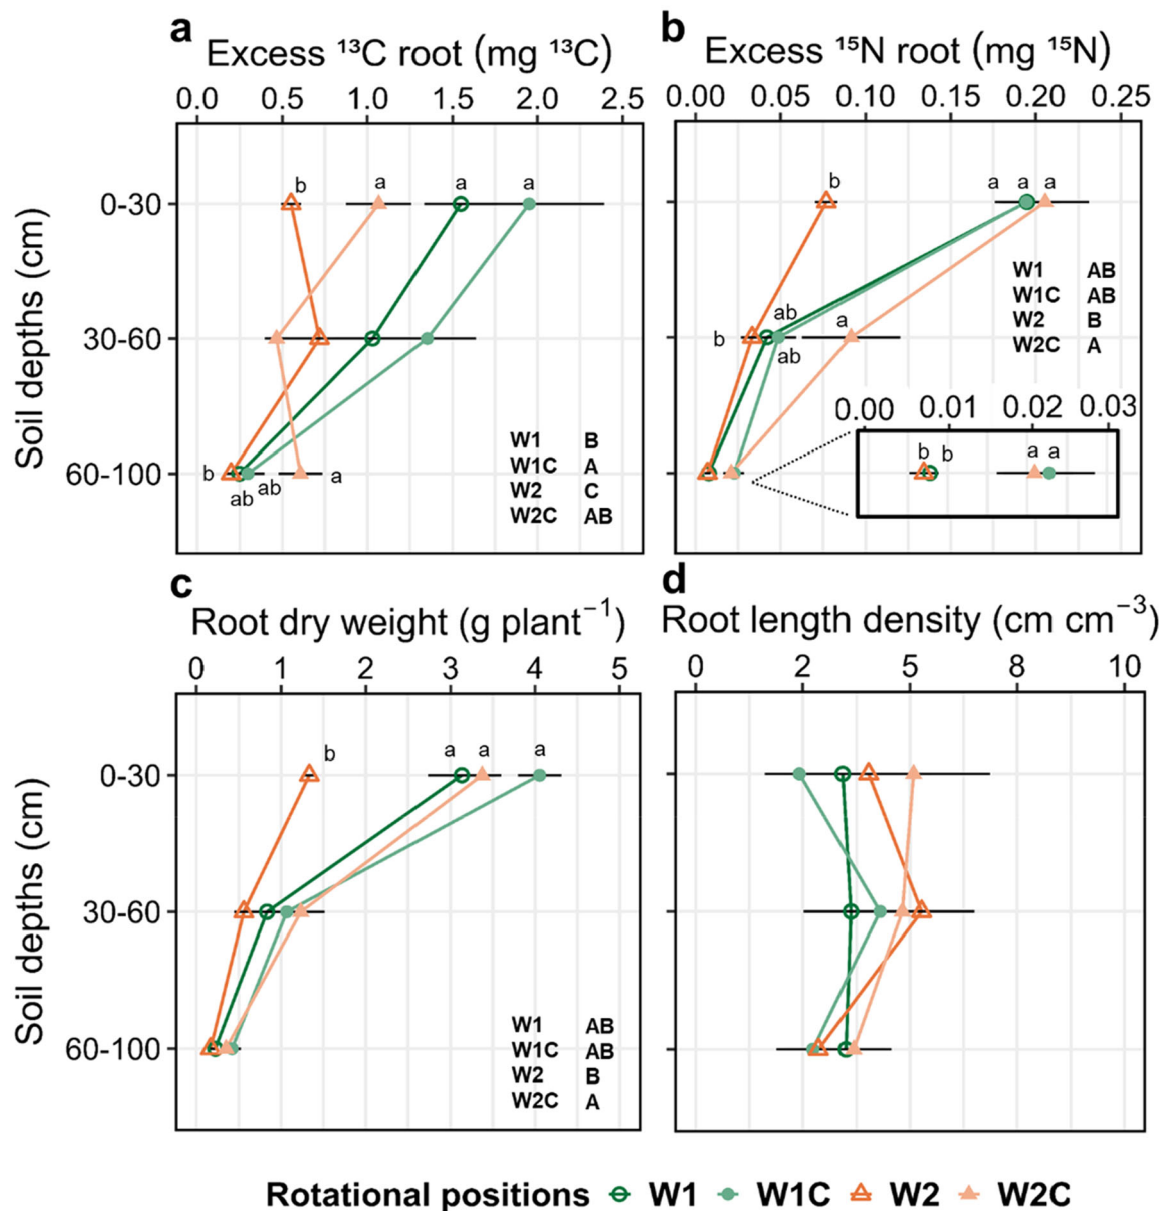 a
Excess ¹³C root (mg ¹³C)
0.0 0.5 1.0 1.5 2.0 2.5
Soil depths (cm)
0-30
30-60
60-100
b a a a
b ab ab a
W1 B
W1C A
W2 C
W2C AB
b
Excess ¹⁵N root (mg ¹⁵N)
0.00 0.05 0.10 0.15 0.20 0.25
b a a a
b ab ab a
W1 AB
W1C AB
W2 B
W2C A
0.00 0.01 0.02 0.03
b b a a
c
Root dry weight (g plant⁻¹)
0 1 2 3 4 5
Soil depths (cm)
0-30
30-60
60-100
b a a a
W1 AB
W1C AB
W2 B
W2C A
d
Root length density (cm cm⁻³)
0 2 5 8 10
Rotational positions W1 W1C W2 W2C